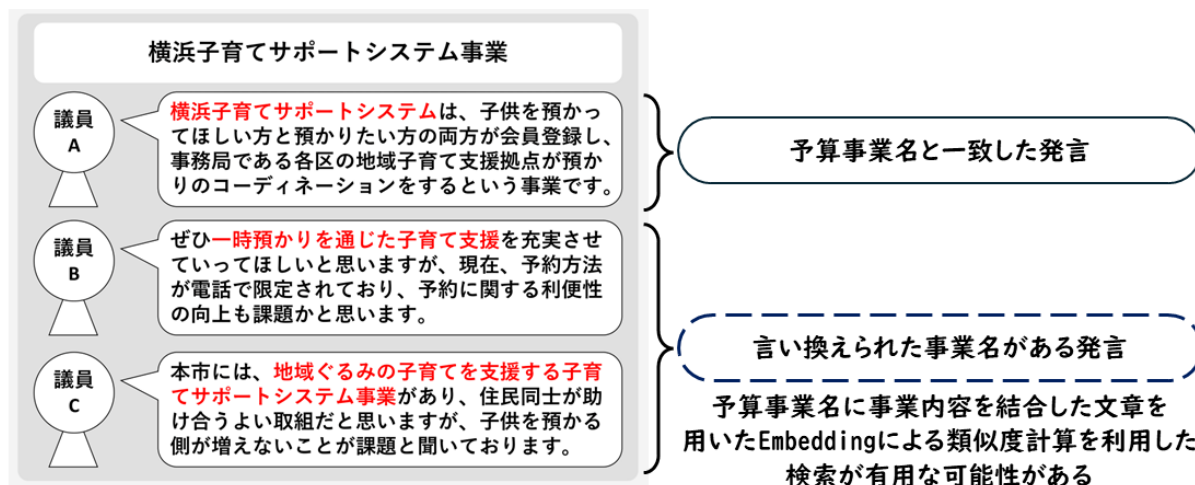 横浜子育てサポートシステム事業
議員
A
横浜子育てサポートシステムは、子供を預かっ
てほしい方と預かりたい方の両方が会員登録し、
事務局である各区の地域子育て支援拠点が預か
りのコーディネーションをするという事業です。
予算事業名と一致した発言
議員
B
ぜひ一時預かりを通じた子育て支援を充実させ
ていってほしいと思いますが、現在、予約方法
が電話で限定されており、予約に関する利便性
の向上も課題かと思います。
議員
C
本市には、地域ぐるみの子育てを支援する子育
てサポートシステム事業があり、住民同士が助
け合うよい取組だと思いますが、子供を預かる
側が増えないことが課題と聞いております。
言い換えられた事業名がある発言
予算事業名に事業内容を結合した文章を
用いたEmbeddingによる類似度計算を利用した
検索が有用な可能性がある